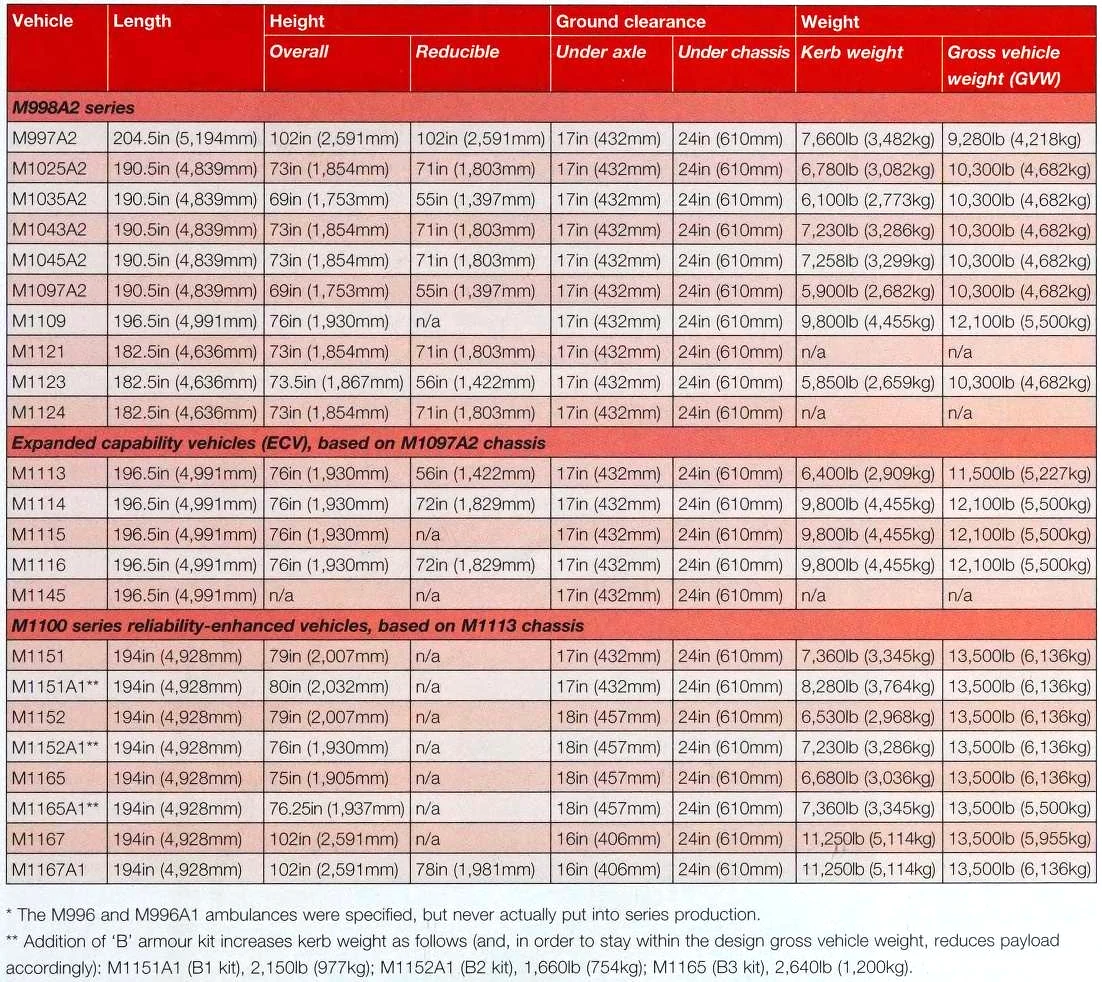 Vehicle Length Height Ground clearance Weight
Overall Reducible Under axle Under chassis Kerb weight Gross vehicle
weight (GVW)
M998A2 series
M997A2 204.5in (5,194mm) 102in (2,591mm) 102in (2,591mm) 17in (432mm) 24in (610mm) 7,660lb (3,482kg) 9,280lb (4,218kg)
M1025A2 190.5in (4,839mm) 73in (1,854mm) 71in (1,803mm) 17in (432mm) 24in (610mm) 6,780lb (3,082kg) 10,300lb (4,682kg)
M1035A2 190.5in (4,839mm) 69in (1,753mm) 55in (1,397mm) 17in (432mm) 24in (610mm) 6,100lb (2,773kg) 10,300lb (4,682kg)
M1043A2 190.5in (4,839mm) 73in (1,854mm) 71in (1,803mm) 17in (432mm) 24in (610mm) 7,230lb (3,286kg) 10,300lb (4,682kg)
M1045A2 190.5in (4,839mm) 73in (1,854mm) 71in (1,803mm) 17in (432mm) 24in (610mm) 7,258lb (3,299kg) 10,300lb (4,682kg)
M1097A2 190.5in (4,839mm) 69in (1,753mm) 55in (1,397mm) 17in (432mm) 24in (610mm) 5,900lb (2,682kg) 10,300lb (4,682kg)
M1109 196.5in (4,991mm) 76in (1,930mm) n/a 17in (432mm) 24in (610mm) 9,800lb (4,455kg) 12,100lb (5,500kg)
M1121 182.5in (4,636mm) 73in (1,854mm) 71in (1,803mm) 17in (432mm) 24in (610mm) n/a n/a
M1123 182.5in (4,636mm) 73.5in (1,867mm) 56in (1,422mm) 17in (432mm) 24in (610mm) 5,850lb (2,659kg) 10,300lb (4,682kg)
M1124 182.5in (4,636mm) 73in (1,854mm) 71in (1,803mm) 17in (432mm) 24in (610mm) n/a n/a
Expanded capability vehicles (ECV), based on M1097A2 chassis
M1113 196.5in (4,991mm) 76in (1,930mm) 56in (1,422mm) 17in (432mm) 24in (610mm) 6,400lb (2,909kg) 11,500lb (5,227kg)
M1114 196.5in (4,991mm) 76in (1,930mm) 72in (1,829mm) 17in (432mm) 24in (610mm) 9,800lb (4,455kg) 12,100lb (5,500kg)
M1115 196.5in (4,991mm) 76in (1,930mm) n/a 17in (432mm) 24in (610mm) 9,800lb (4,455kg) 12,100lb (5,500kg)
M1116 196.5in (4,991mm) 76in (1,930mm) 72in (1,829mm) 17in (432mm) 24in (610mm) 9,800lb (4,455kg) 12,100lb (5,500kg)
M1145 196.5in (4,991mm) n/a n/a 17in (432mm) 24in (610mm) n/a n/a
M1100 series reliability-enhanced vehicles, based on M1113 chassis
M1151 194in (4,928mm) 79in (2,007mm) n/a 17in (432mm) 24in (610mm) 7,360lb (3,345kg) 13,500lb (6,136kg)
M1151A1** 194in (4,928mm) 80in (2,032mm) n/a 17in (432mm) 24in (610mm) 8,280lb (3,764kg) 13,500lb (6,136kg)
M1152 194in (4,928mm) 79in (2,007mm) n/a 18in (457mm) 24in (610mm) 6,530lb (2,968kg) 13,500lb (6,136kg)
M1152A1** 194in (4,928mm) 76in (1,930mm) n/a 18in (457mm) 24in (610mm) 7,230lb (3,286kg) 13,500lb (6,136kg)
M1165 194in (4,928mm) 75in (1,905mm) n/a 18in (457mm) 24in (610mm) 6,680lb (3,036kg) 13,500lb (6,136kg)
M1165A1** 194in (4,928mm) 76.25in (1,937mm) n/a 18in (457mm) 24in (610mm) 7,360lb (3,345kg) 13,500lb (5,500kg)
M1167 194in (4,928mm) 102in (2,591mm) n/a 16in (406mm) 24in (610mm) 11,250lb (5,114kg) 13,500lb (5,955kg)
M1167A1 194in (4,928mm) 102in (2,591mm) 78in (1,981mm) 16in (406mm) 24in (610mm) 11,250lb (5,114kg) 13,500lb (6,136kg)
* The M996 and M996A1 ambulances were specified, but never actually put into series production.
** Addition of ‘B’ armour kit increases kerb weight as follows (and, in order to stay within the design gross vehicle weight, reduces payload
accordingly): M1151A1 (B1 kit), 2,150lb (977kg); M1152A1 (B2 kit), 1,660lb (754kg); M1165 (B3 kit), 2,640lb (1,200kg).